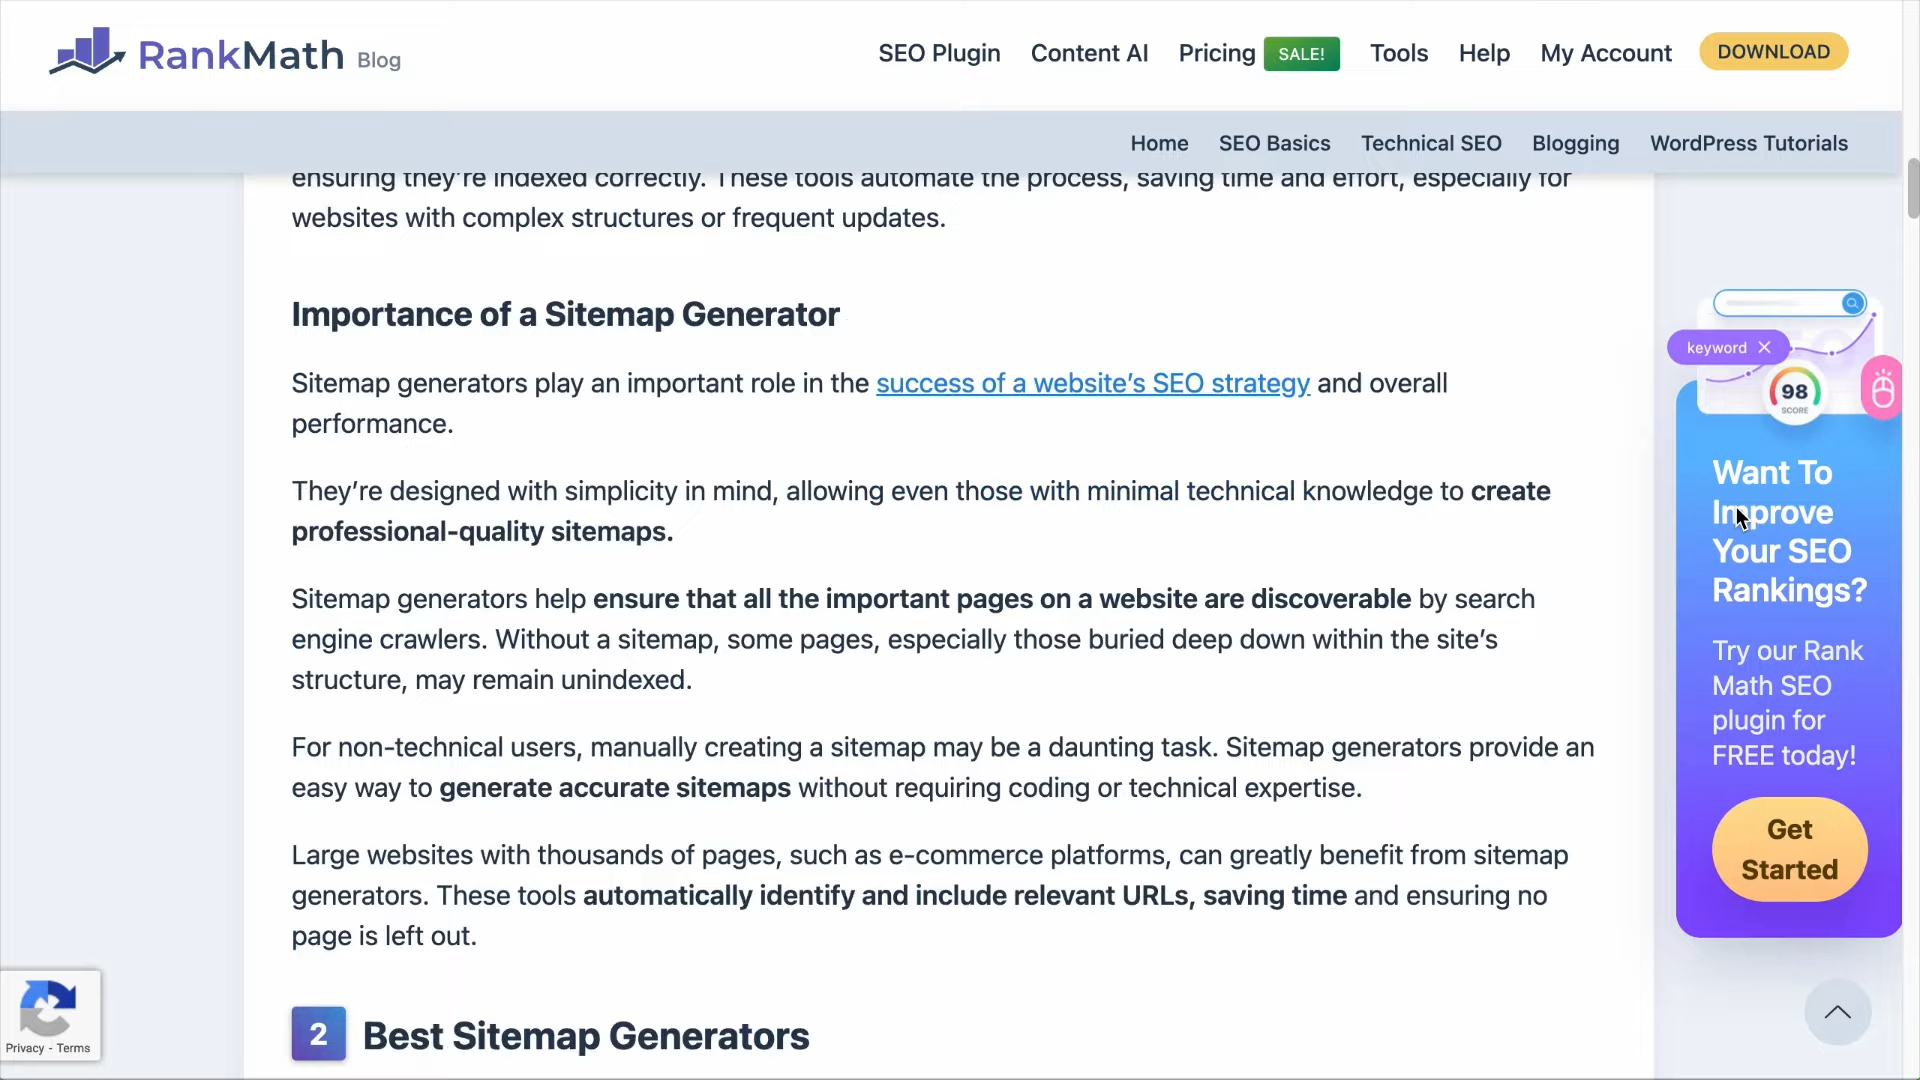 RankMath Blog
SEO Plugin Content AI Pricing SALE! Tools Help My Account DOWNLOAD
Home SEO Basics Technical SEO Blogging WordPress Tutorials
ensuring they're indexed correctly. These tools automate the process, saving time and effort, especially for
websites with complex structures or frequent updates.
Importance of a Sitemap Generator
Sitemap generators play an important role in the success of a website’s SEO strategy and overall
performance.
They’re designed with simplicity in mind, allowing even those with minimal technical knowledge to create
professional-quality sitemaps.
Sitemap generators help ensure that all the important pages on a website are discoverable by search
engine crawlers. Without a sitemap, some pages, especially those buried deep down within the site’s
structure, may remain unindexed.
For non-technical users, manually creating a sitemap may be a daunting task. Sitemap generators provide an
easy way to generate accurate sitemaps without requiring coding or technical expertise.
Large websites with thousands of pages, such as e-commerce platforms, can greatly benefit from sitemap
generators. These tools automatically identify and include relevant URLs, saving time and ensuring no
page is left out.
2 Best Sitemap Generators
keyword
98
SCORE
Want To
Improve
Your SEO
Rankings?
Try our Rank
Math SEO
plugin for
FREE today!
Get
Started
Privacy - Terms